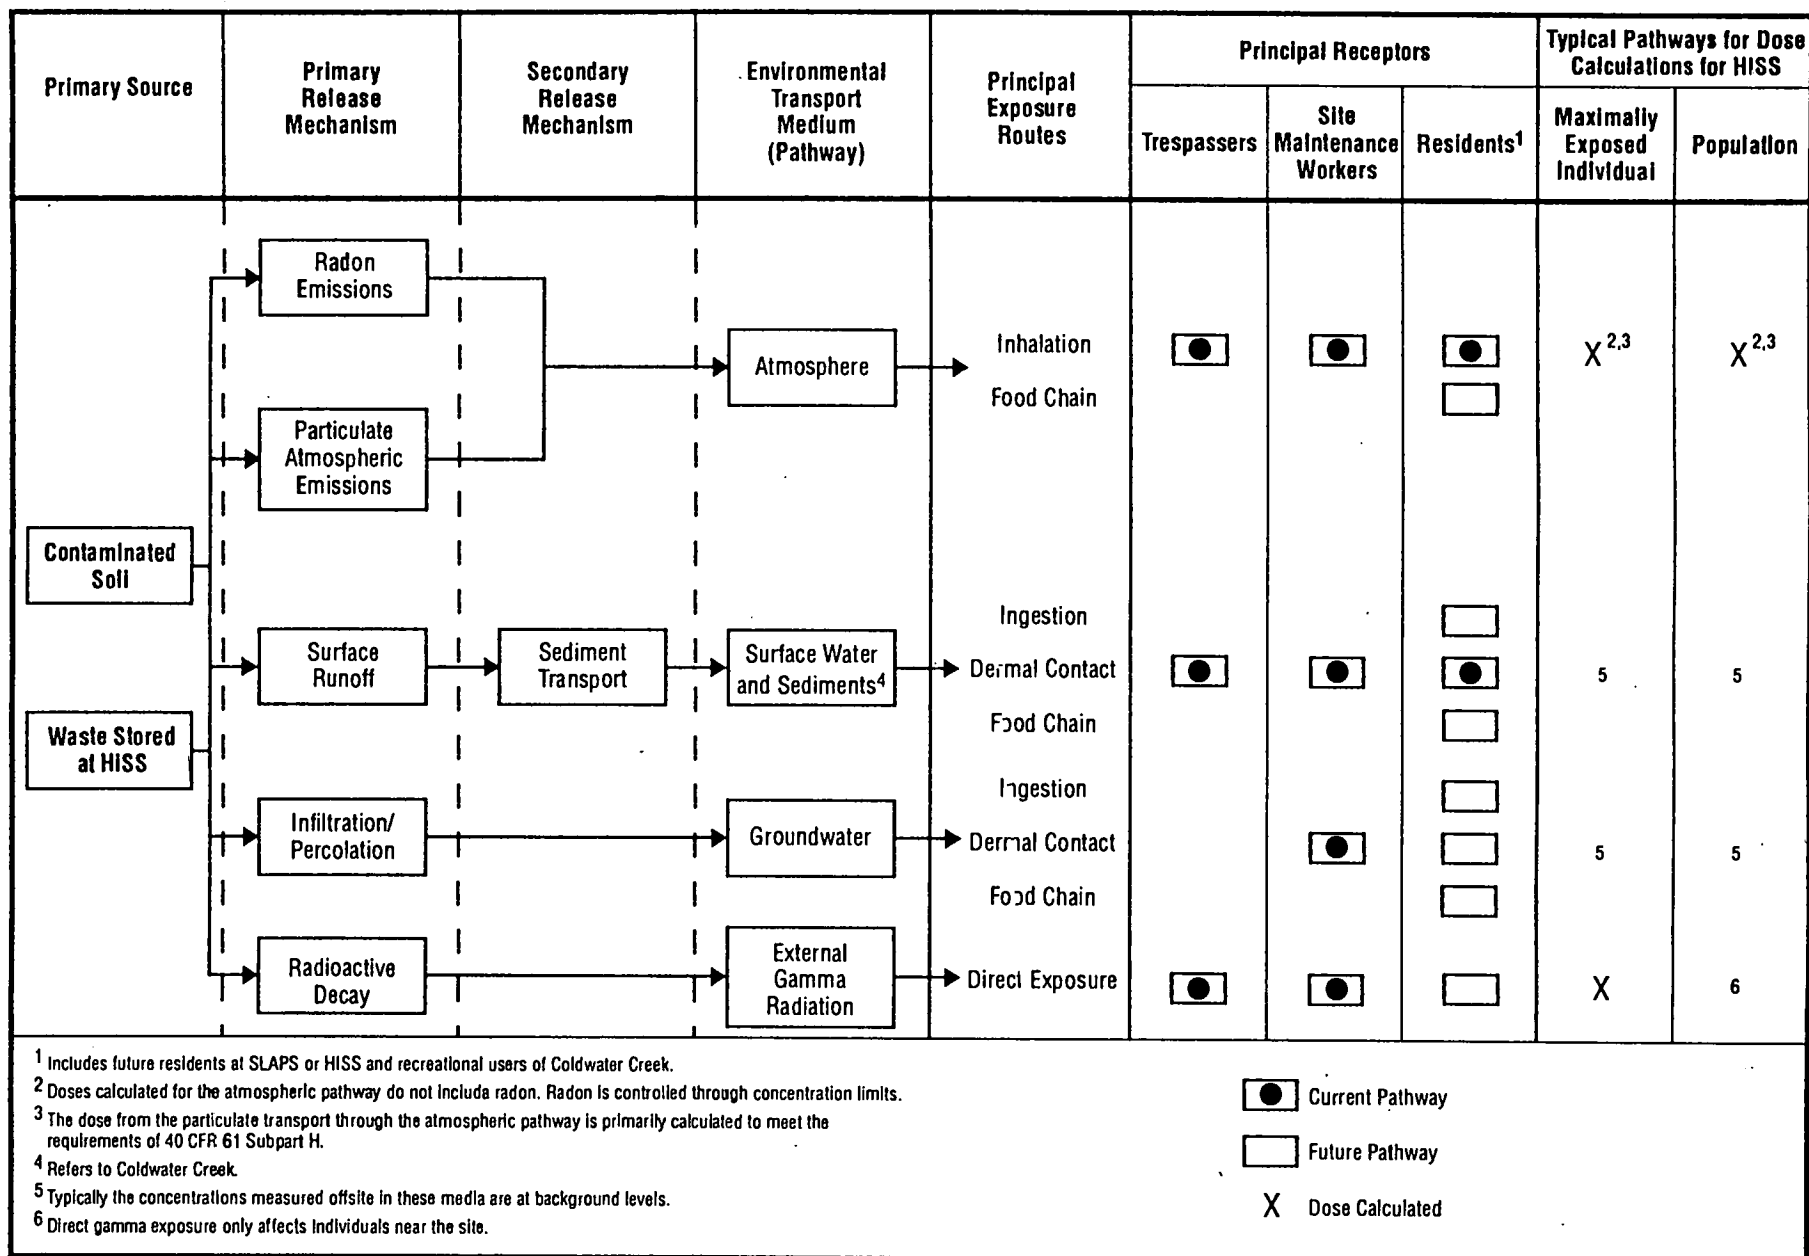 Primary Source
Primary
Release
Mechanism
Secondary
Release
Mechanism
Environmental
Transport
Medium
(Pathway)
Principal
Exposure
Routes
Principal Receptors
Typical Pathways for Dose
Calculations for HISS
Trespassers
Site
Maintenance
Workers
Residents¹
Maximally
Exposed
Individual
Population
Radon
Emissions
Particulate
Atmospheric
Emissions
Atmosphere
Inhalation
X 2,3
X 2,3
Food Chain
Contaminated
Soil
Waste Stored
at HISS
Surface
Runoff
Sediment
Transport
Surface Water
and Sediments⁴
Ingestion
Dermal Contact
5
5
Food Chain
Infiltration/
Percolation
Groundwater
Ingestion
Dermal Contact
5
5
Food Chain
Radioactive
Decay
External
Gamma
Radiation
Direct Exposure
X
6
1 Includes future residents at SLAPS or HISS and recreational users of Coldwater Creek.
2 Doses calculated for the atmospheric pathway do not include radon. Radon is controlled through concentration limits.
3 The dose from the particulate transport through the atmospheric pathway is primarily calculated to meet the
requirements of 40 CFR 61 Subpart H.
4 Refers to Coldwater Creek.
5 Typically the concentrations measured offsite in these media are at background levels.
6 Direct gamma exposure only affects individuals near the site.
Current Pathway
Future Pathway
X Dose Calculated